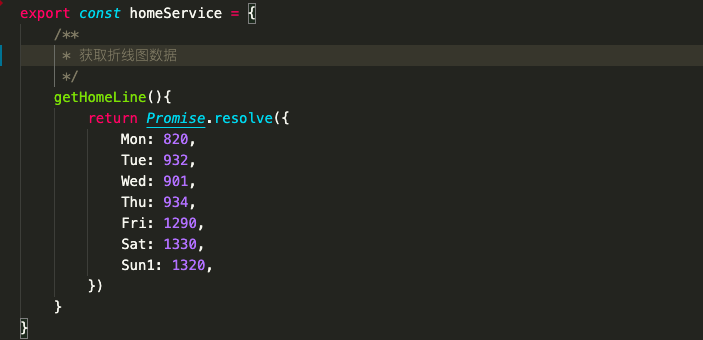 export const homeService = {
/**
* 获取折线图数据
*/
getHomeLine(){
return Promise.resolve({
Mon: 820,
Tue: 932,
Wed: 901,
Thu: 934,
Fri: 1290,
Sat: 1330,
Sun1: 1320,
})
}
}